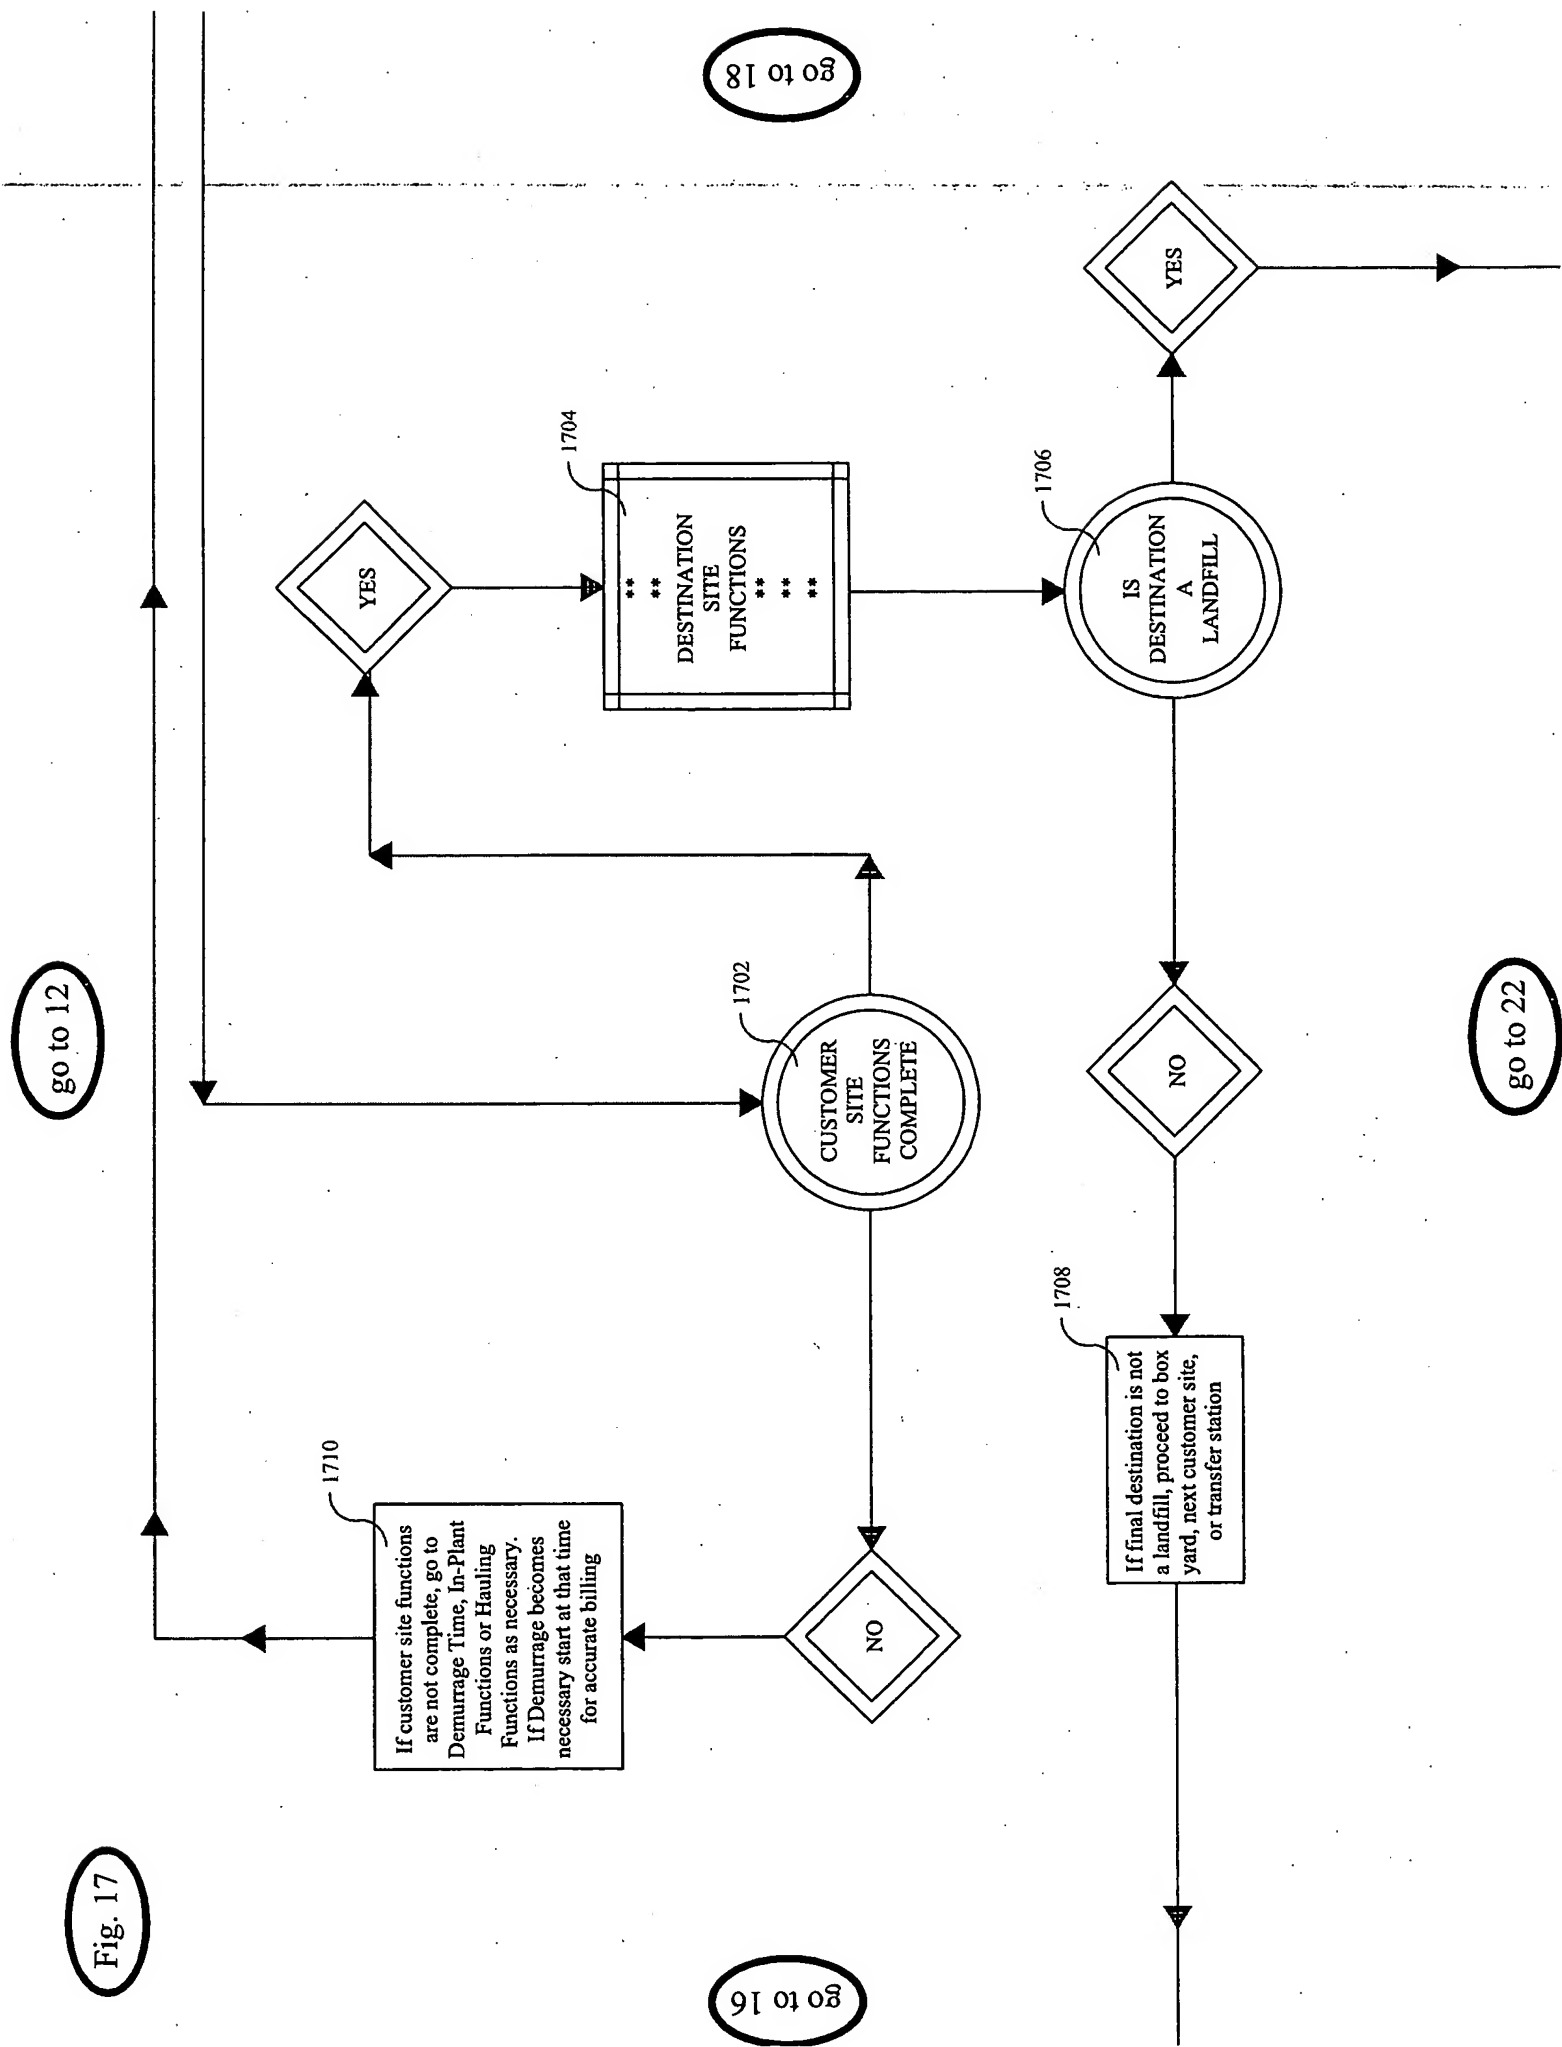 Fig. 17
go to 12
1710
If customer site functions
are not complete, go to
Demurrage Time, In-Plant
Functions or Hauling
Functions as necessary.
If Demurrage becomes
necessary start at that time
for accurate billing
YES
1704
**
**
DESTINATION
SITE
FUNCTIONS
**
**
**
1702
CUSTOMER
SITE
FUNCTIONS
COMPLETE
NO
go to 16
go to 18
1708
If final destination is not
a landfill, proceed to box
yard, next customer site,
or transfer station
NO
1706
IS
DESTINATION
A
LANDFILL
YES
go to 22